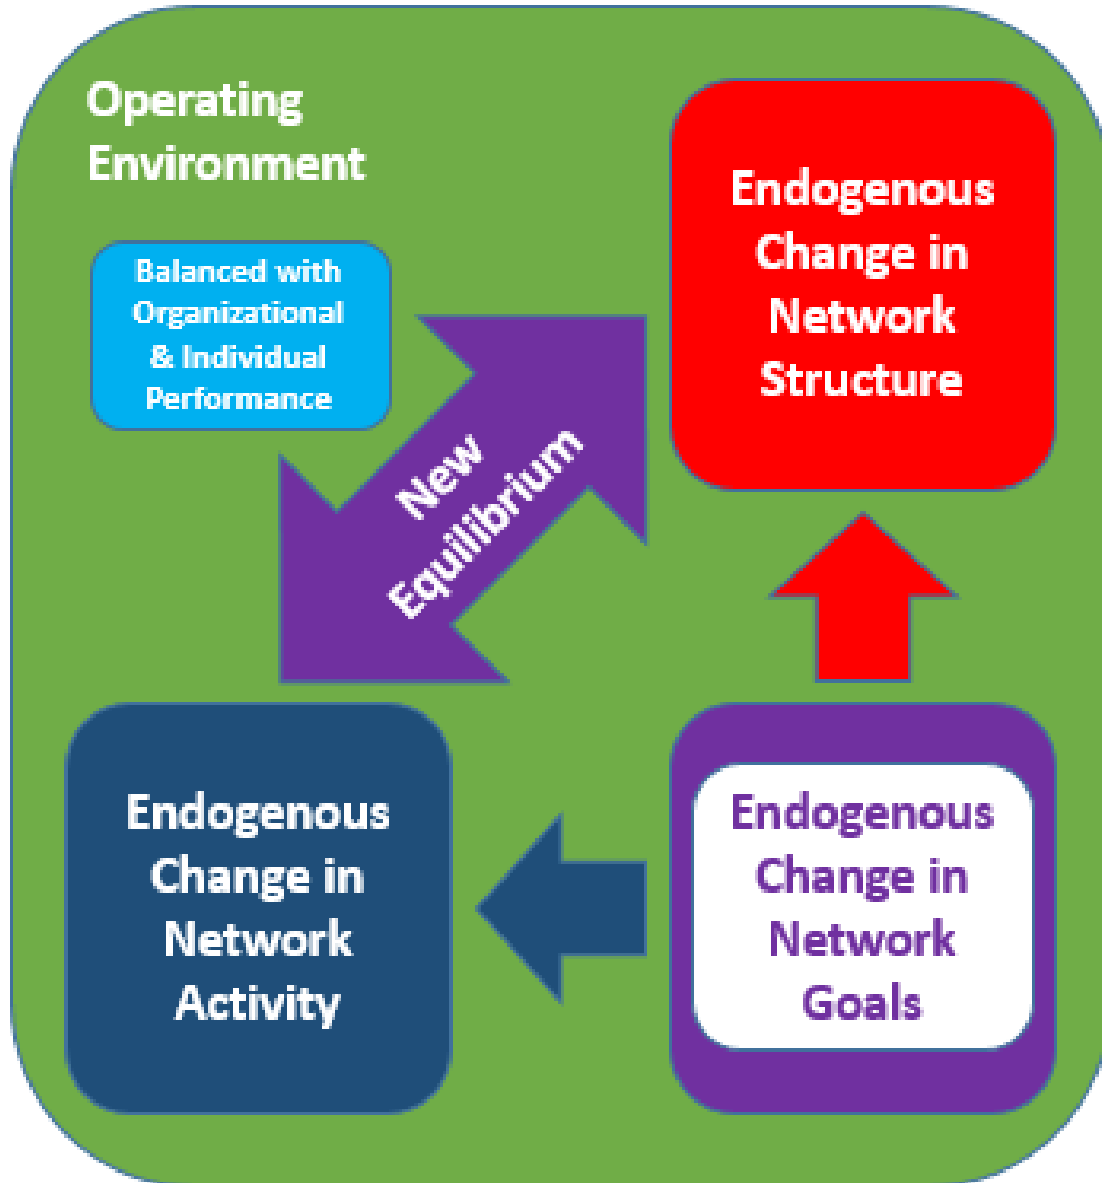 Operating
Environment
Balanced with
Organizational
& Individual
Performance
Endogenous
Change in
Network
Structure
New
Equilibrium
Endogenous
Change in
Network
Activity
Endogenous
Change in
Network
Goals